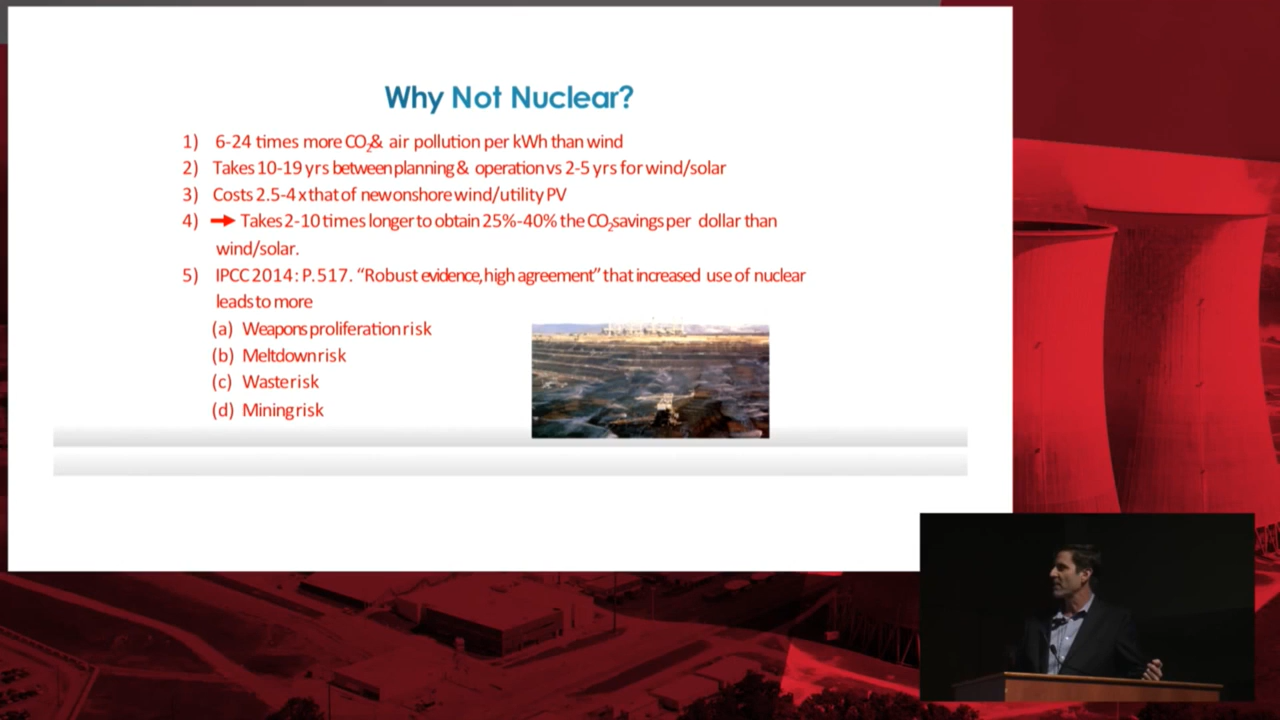 Why Not Nuclear?
1) 6-24 times more CO2& air pollution per kWh than wind
2) Takes 10-19 yrs between planning & operation vs 2-5 yrs for wind/solar
3) Costs 2.5-4 x that of new onshore wind/utility PV
4) → Takes 2-10 times longer to obtain 25%-40% the CO2savings per dollar than
wind/solar.
5) IPCC 2014: P. 517. “Robust evidence, high agreement” that increased use of nuclear
leads to more
(a) Weapons proliferation risk
(b) Meltdown risk
(c) Waste risk
(d) Mining risk